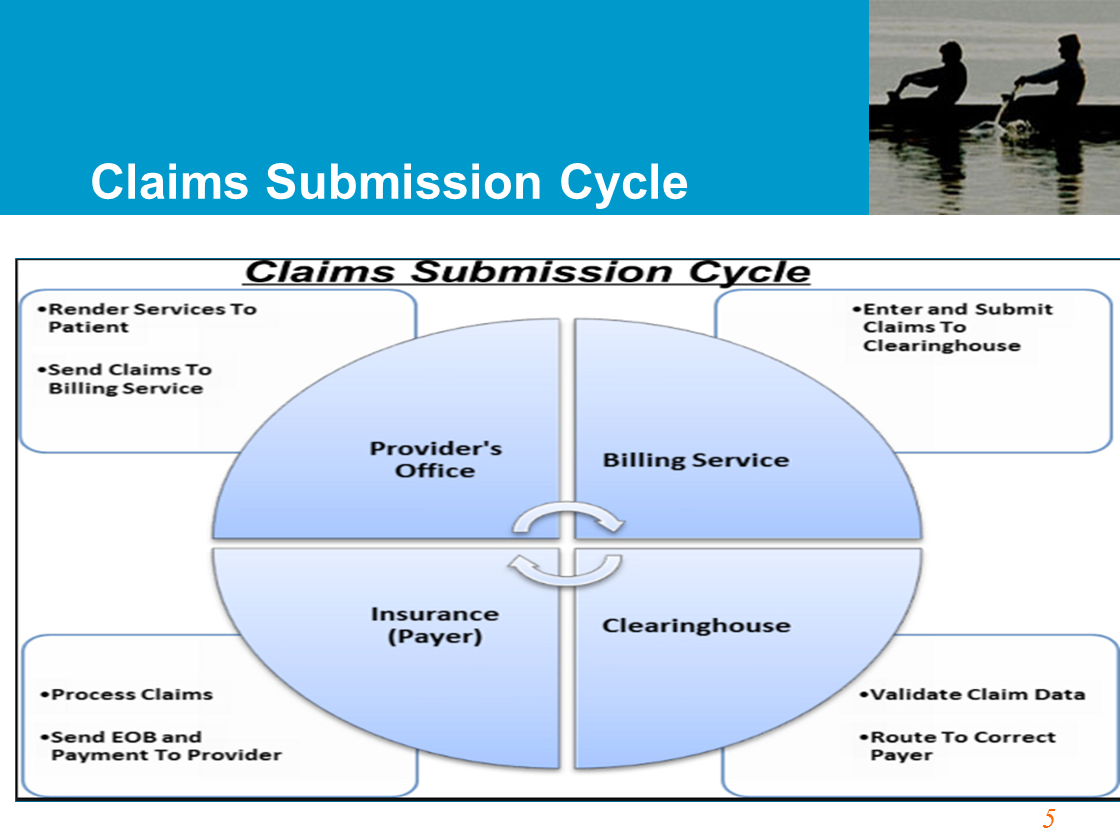 Claims Submission Cycle
Claims Submission Cycle
•Render Services To
Patient
•Send Claims To
Billing Service
•Enter and Submit
Claims To
Clearinghouse
Provider's
Office
Billing Service
Insurance
(Payer)
Clearinghouse
•Process Claims
•Send EOB and
Payment To Provider
•Validate Claim Data
•Route To Correct
Payer
5